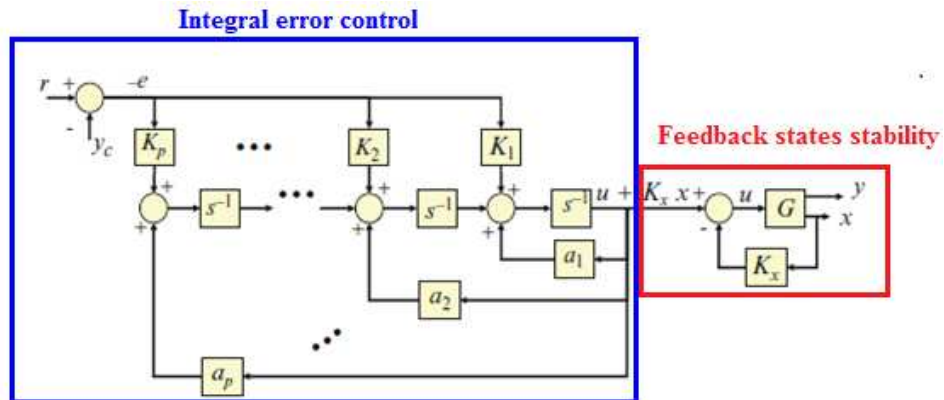 Integral error control
r + –e
- y_c
K_p ••• K_2 K_1
Feedback states stability
+ + +
s⁻¹ ••• s⁻¹ s⁻¹ u + K_x x + u G y
x
+ + + -
a_1 K_x
a_2
•••
a_p